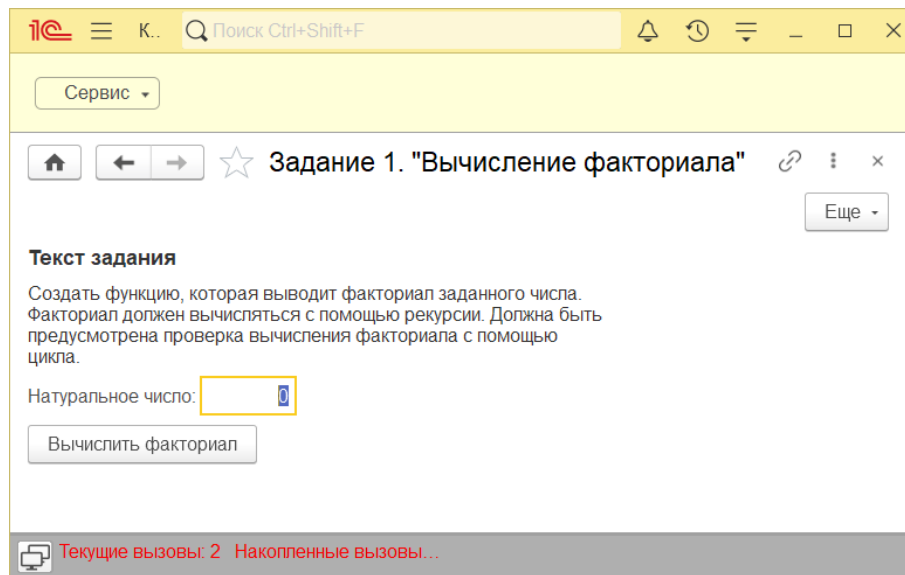 1С К.. Поиск Ctrl+Shift+F
Сервис
Задание 1. "Вычисление факториала"
Еще
Текст задания
Создать функцию, которая выводит факториал заданного числа.
Факториал должен вычисляться с помощью рекурсии. Должна быть
предусмотрена проверка вычисления факториала с помощью
цикла.
Натуральное число: 0
Вычислить факториал
Текущие вызовы: 2 Накопленные вызовы...